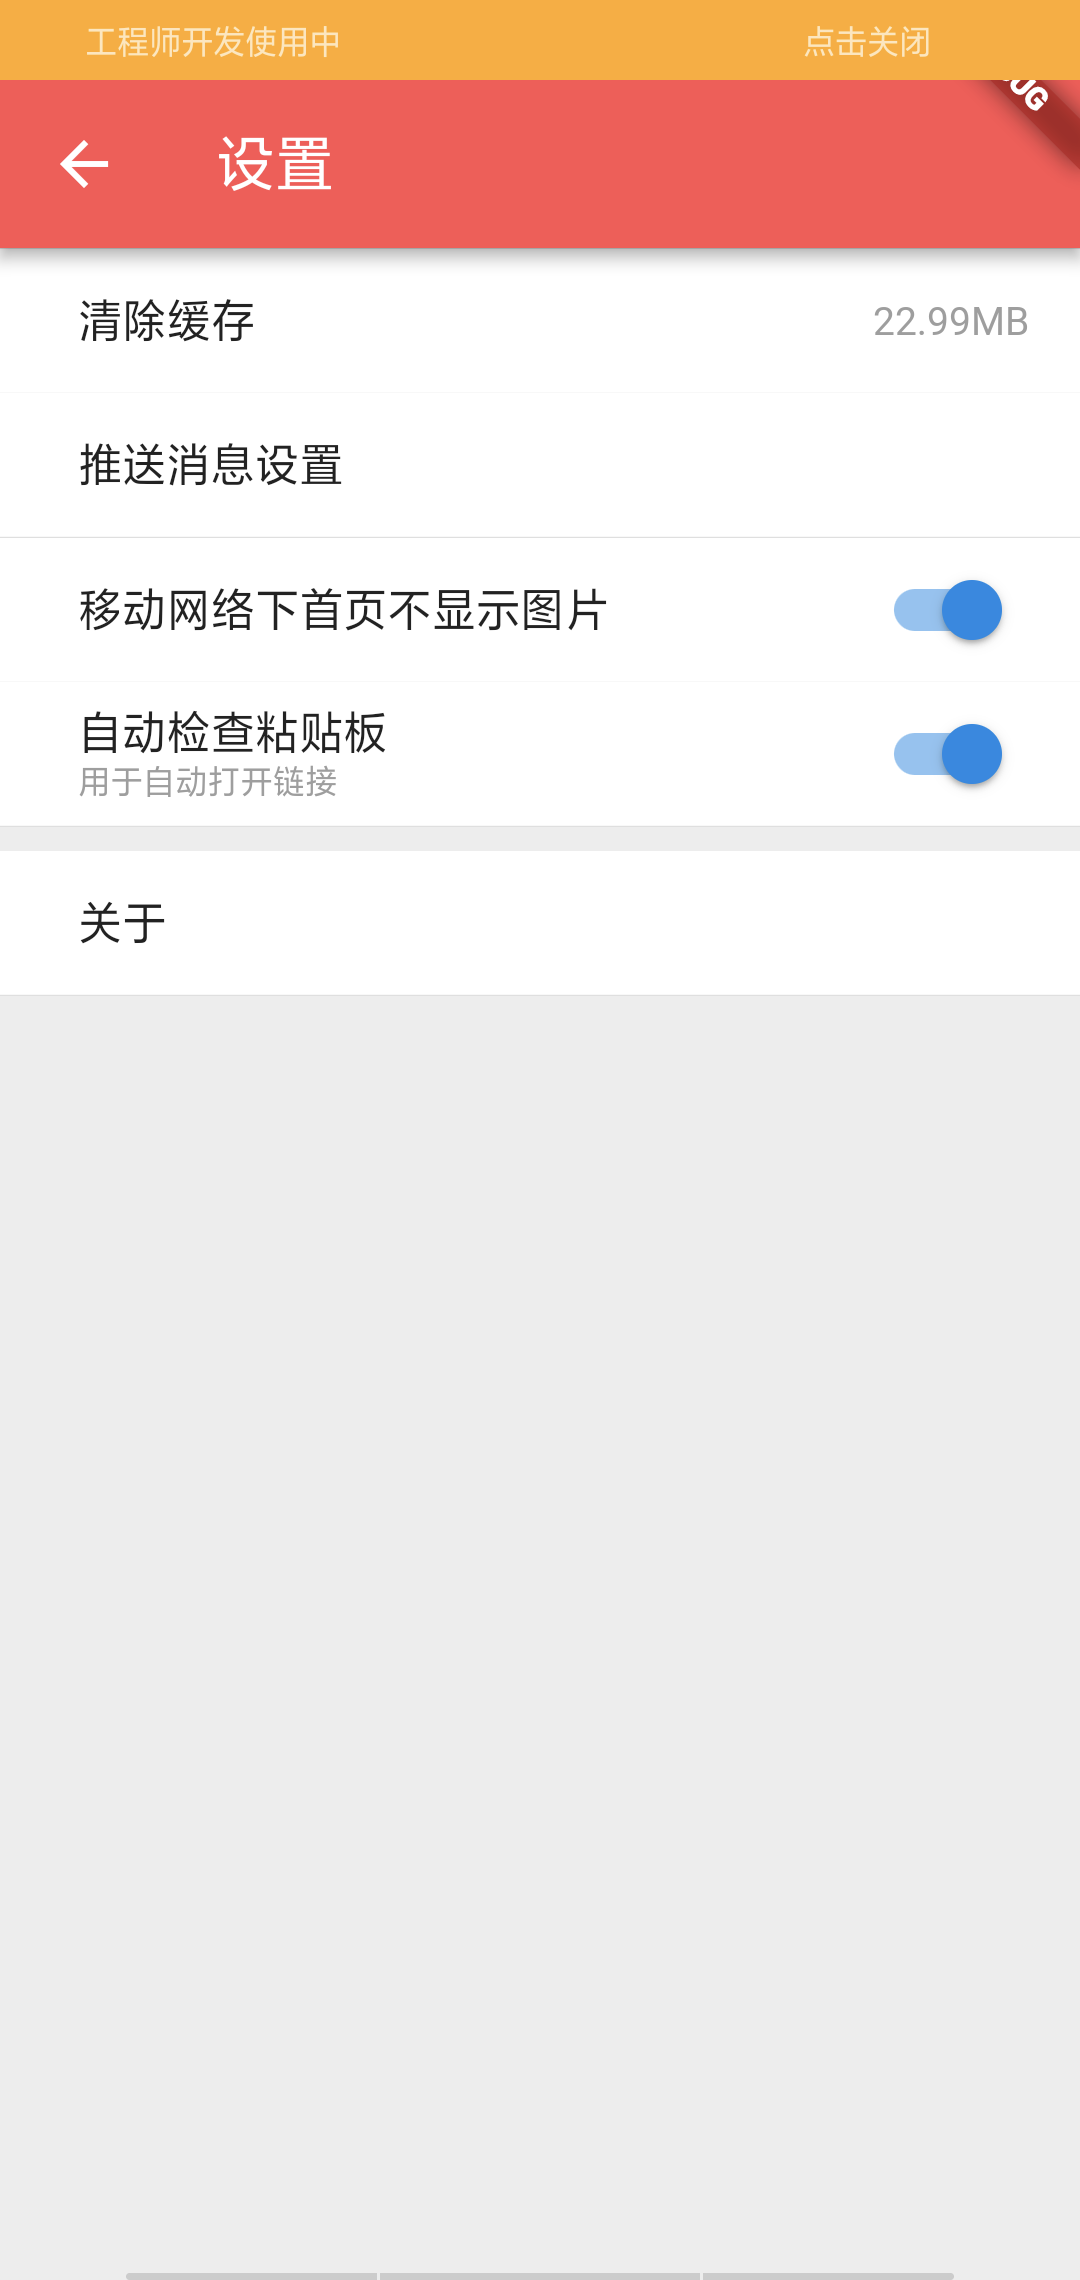 工程师开发使用中 点击关闭
UG
设置
清除缓存 22.99MB
推送消息设置
移动网络下首页不显示图片
自动检查粘贴板
用于自动打开链接
关于